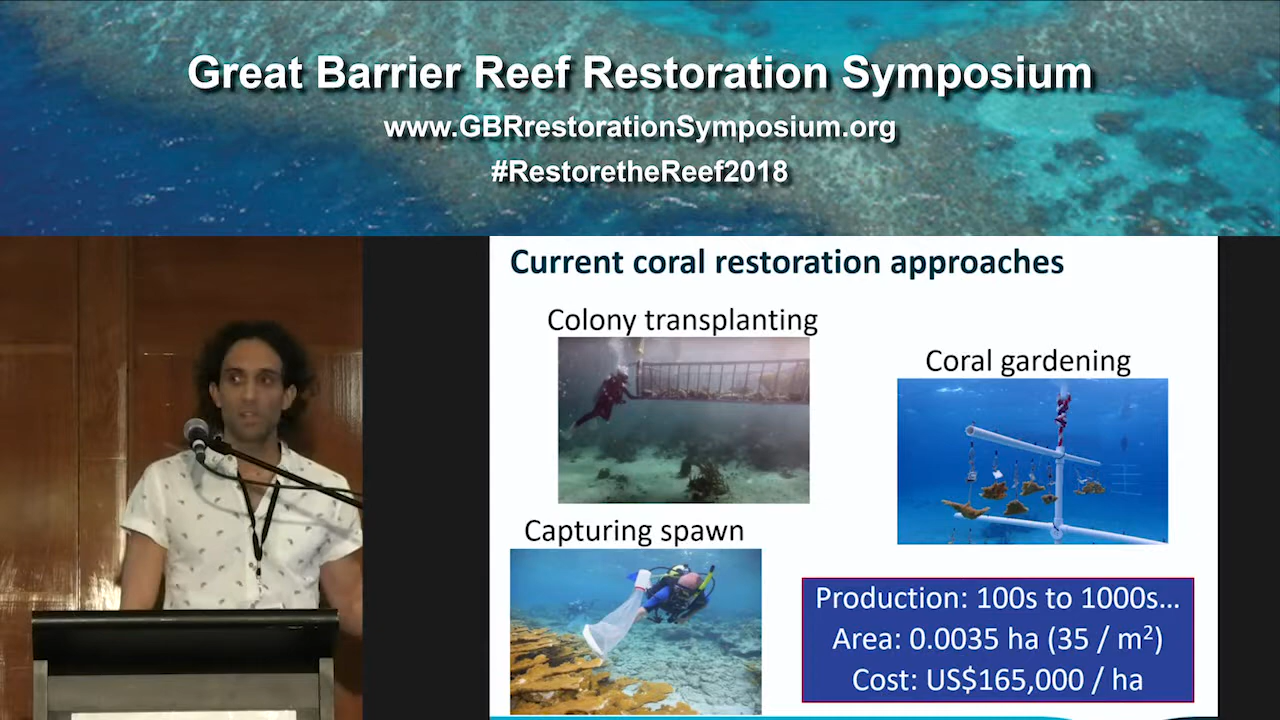 Great Barrier Reef Restoration Symposium
www.GBRrestorationSymposium.org
#RestoretheReef2018
Current coral restoration approaches
Colony transplanting
Coral gardening
Capturing spawn
Production: 100s to 1000s…
Area: 0.0035 ha (35 / m²)
Cost: US$165,000 / ha